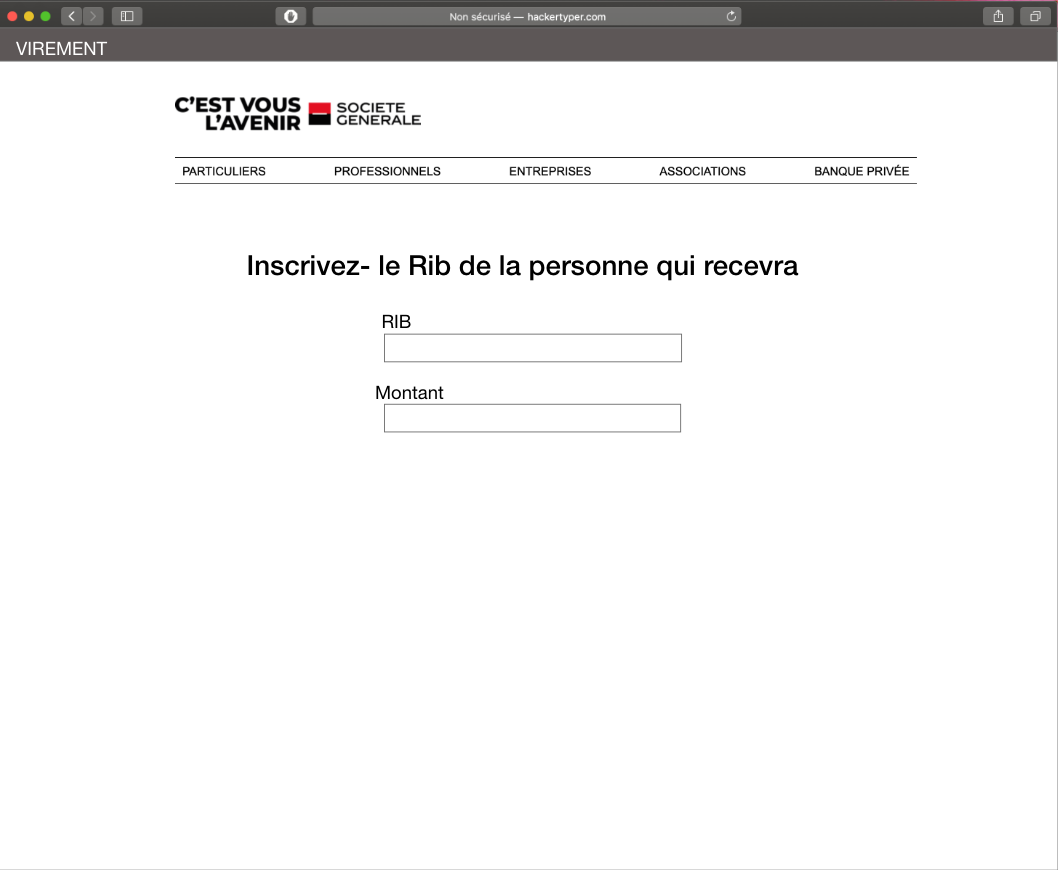 Non sécurisé — hackertyper.com
VIREMENT
C'EST VOUS
L'AVENIR
SOCIETE
GENERALE
PARTICULIERS PROFESSIONNELS ENTREPRISES ASSOCIATIONS BANQUE PRIVÉE
Inscrivez- le Rib de la personne qui recevra
RIB
Montant